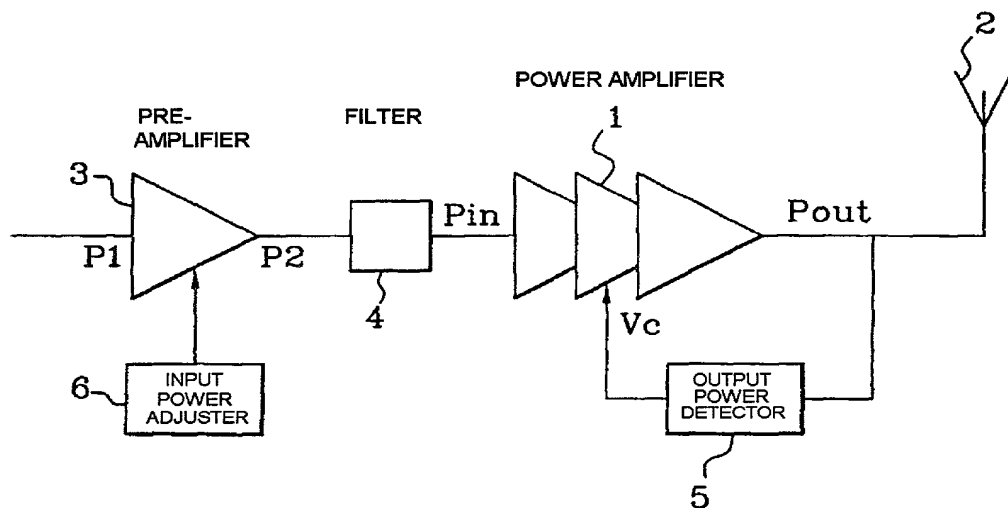 2
POWER AMPLIFIER
PRE-
AMPLIFIER
FILTER
1
3
Pin
Pout
P1
P2
4
Vc
6
INPUT
POWER
ADJUSTER
OUTPUT
POWER
DETECTOR
5